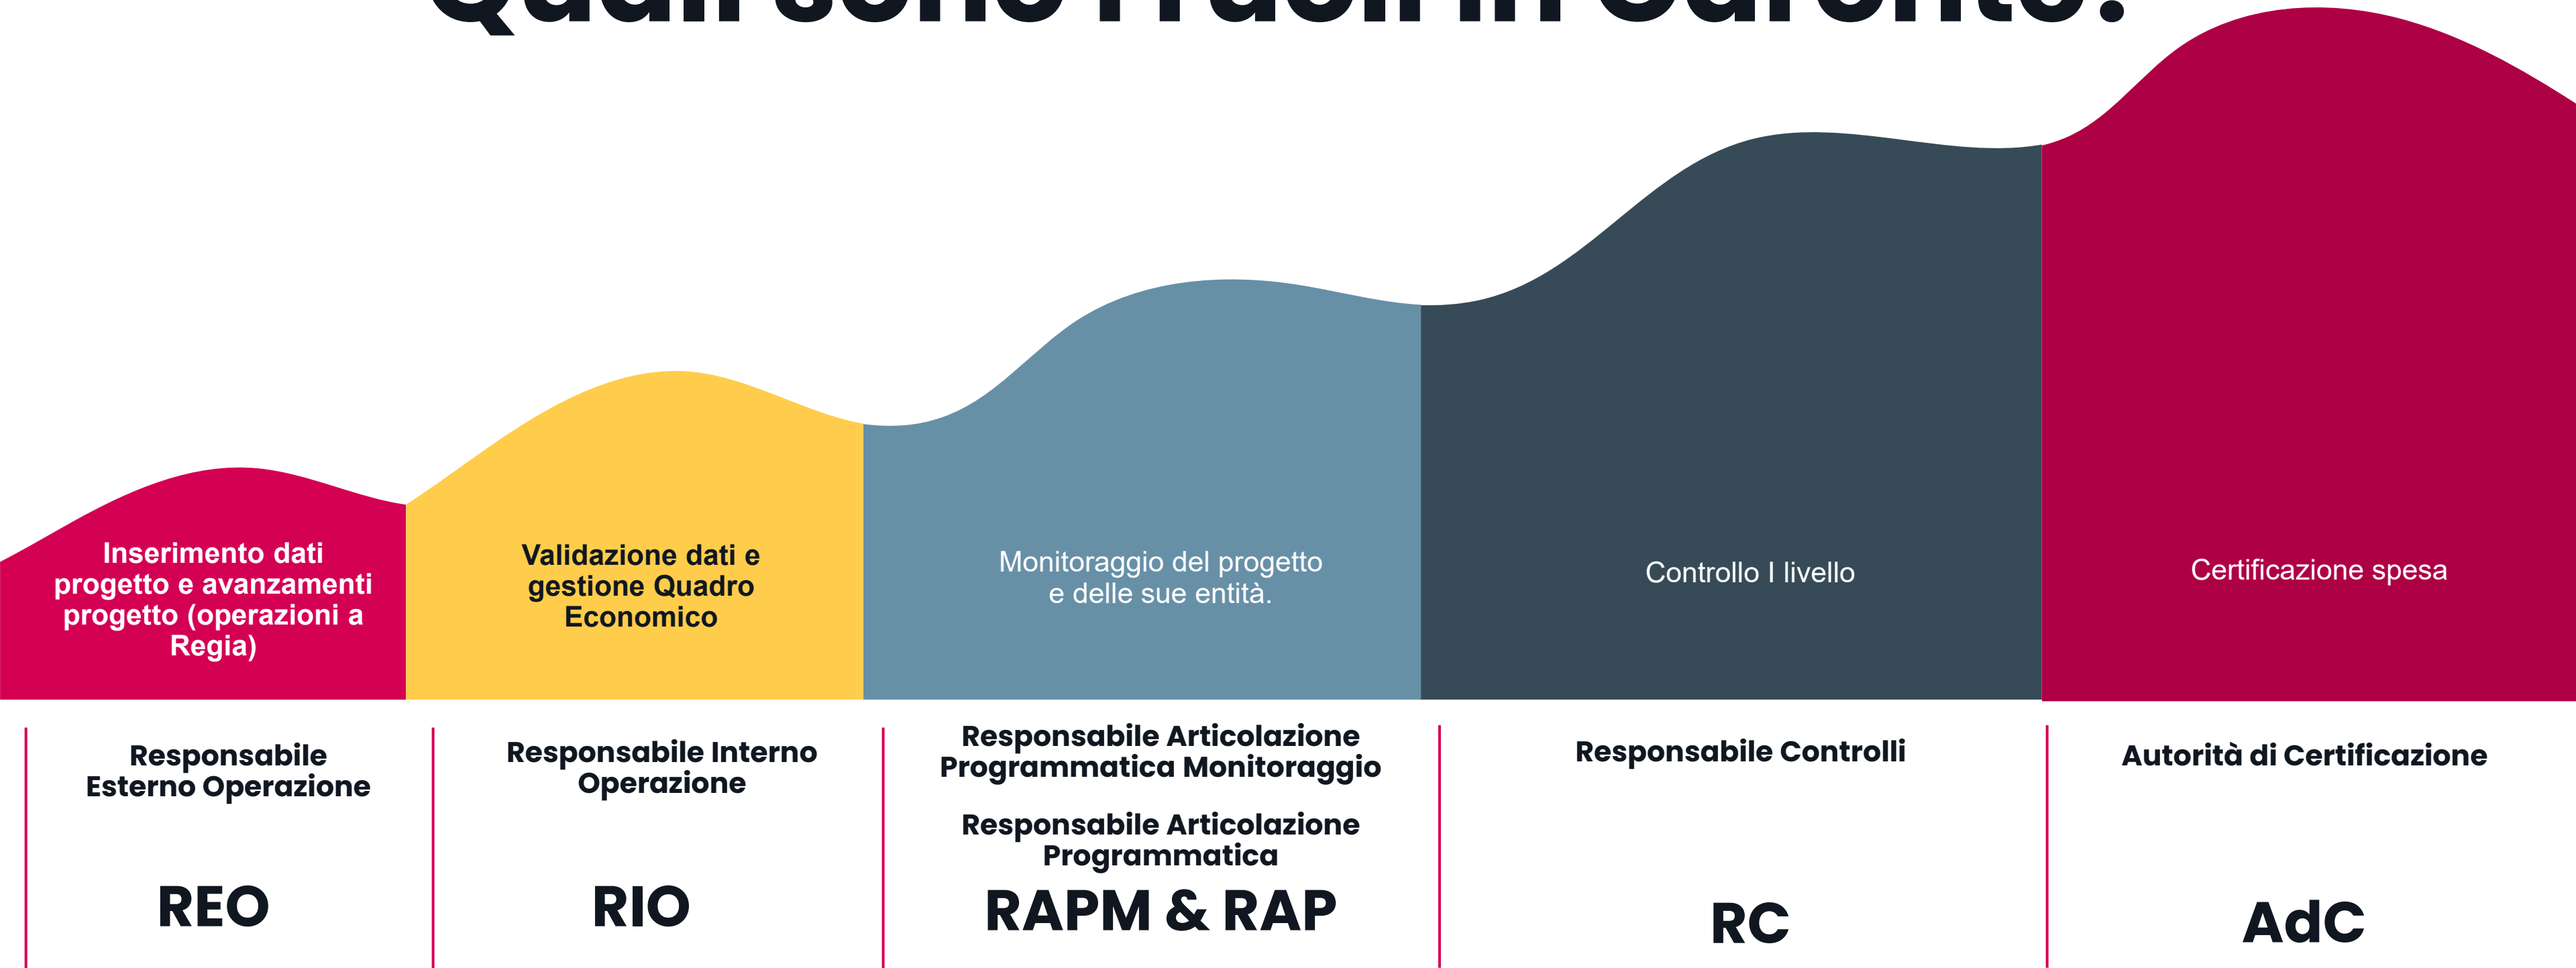 Inserimento dati
progetto e avanzamenti
progetto (operazioni a
Regia)
Validazione dati e
gestione Quadro
Economico
Monitoraggio del progetto
e delle sue entità.
Controllo I livello
Certificazione spesa
Responsabile
Esterno Operazione
REO
Responsabile Interno
Operazione
RIO
Responsabile Articolazione
Programmatica Monitoraggio
Responsabile Articolazione
Programmatica
RAPM & RAP
Responsabile Controlli
RC
Autorità di Certificazione
AdC